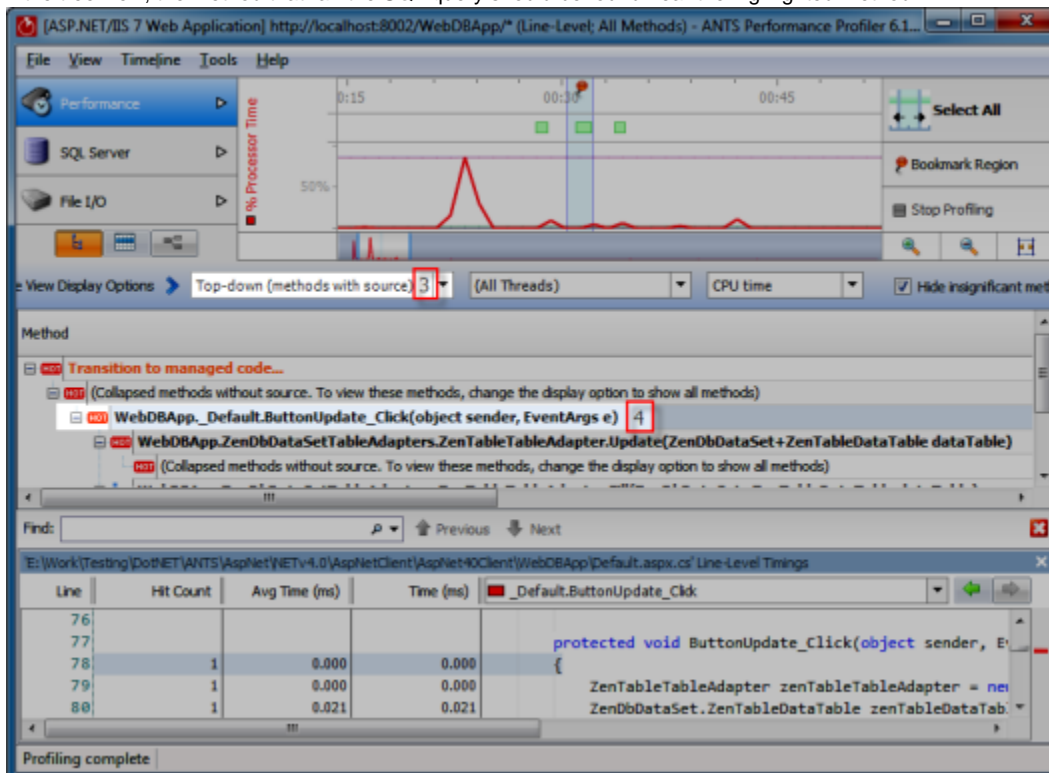 [ASP.NET/IIS 7 Web Application] http://localhost:8002/WebDBApp/* (Line-Level; All Methods) - ANTS Performance Profiler 6.1...
File View Timeline Tools Help
Performance
SQL Server
File I/O
% Processor Time
50%
0:15 00:30 00:45
Select All
Bookmark Region
Stop Profiling
e View Display Options Top-down (methods with source) 3 (All Threads) CPU time Hide insignificant met
Method
HOT Transition to managed code...
HOT (Collapsed methods without source. To view these methods, change the display option to show all methods)
HOT WebDBApp._Default.ButtonUpdate_Click(object sender, EventArgs e) 4
HOT WebDBApp.ZenDbDataSetTableAdapters.ZenTableTableAdapter.Update(ZenDbDataSet+ZenTableDataTable dataTable)
HOT (Collapsed methods without source. To view these methods, change the display option to show all methods)
Find: Previous Next
'E:\Work\Testing\DotNET\ANTS\AspNet\NETv4.0\AspNetClient\AspNet40Client\WebDBApp\Default.aspx.cs' Line-Level Timings
Line Hit Count Avg Time (ms) Time (ms) _Default.ButtonUpdate_Click
76
77 protected void ButtonUpdate_Click(object sender, E
78 1 0.000 0.000 {
79 1 0.000 0.000 ZenTableTableAdapter zenTableTableAdapter = ne
80 1 0.021 0.021 ZenDbDataSet.ZenTableDataTable zenTableDataTab
Profiling complete